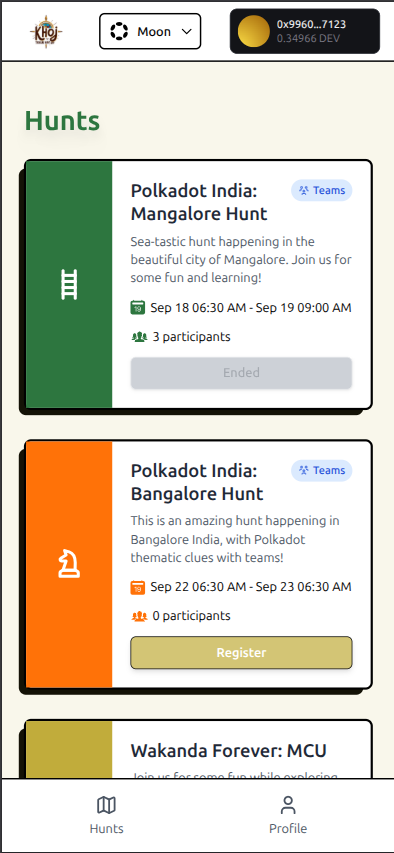 KHOJ
Moon
0x9960...7123
0.34966 DEV
Hunts
Polkadot India:
Mangalore Hunt
Teams
Sea-tastic hunt happening in the
beautiful city of Mangalore. Join us for
some fun and learning!
19
Sep 18 06:30 AM - Sep 19 09:00 AM
3 participants
Ended
Polkadot India:
Bangalore Hunt
Teams
This is an amazing hunt happening in
Bangalore India, with Polkadot
thematic clues with teams!
19
Sep 22 06:30 AM - Sep 23 06:30 AM
0 participants
Register
Wakanda Forever: MCU
Join us for some fun while exploring
Hunts
Profile